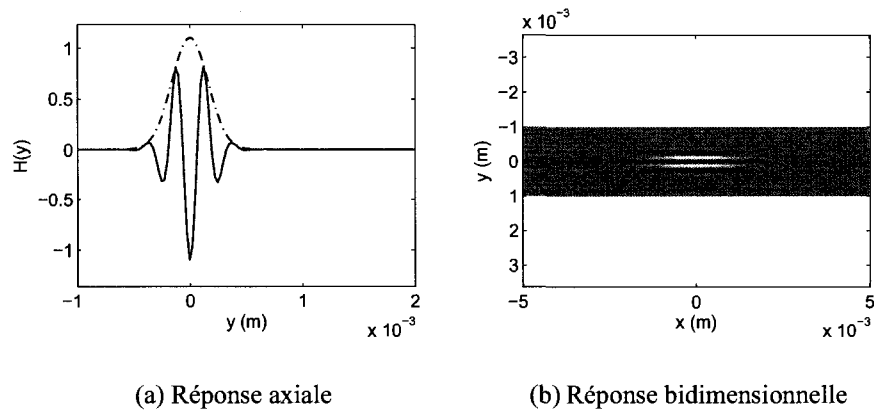 1
0.5
0
−0.5
−1
H(y)
−1
0
1
2
y (m)
x 10⁻³
(a) Réponse axiale
x 10⁻³
−3
−2
−1
0
1
2
3
y (m)
−5
0
5
x (m)
x 10⁻³
(b) Réponse bidimensionnelle